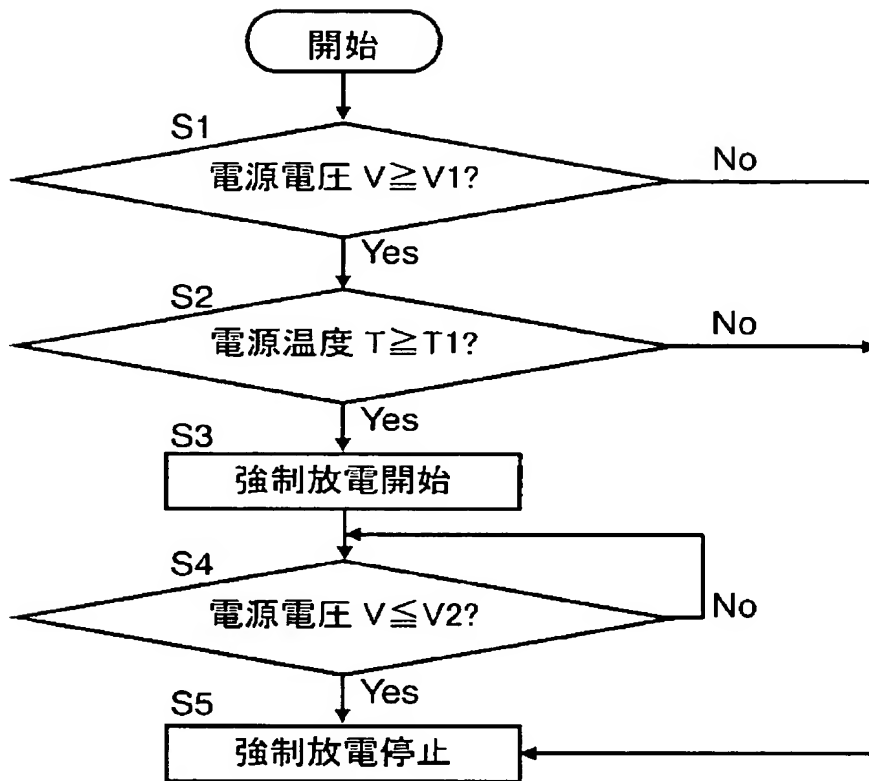 開始
S1
電源電圧 V≧V1?
No
Yes
S2
電源温度 T≧T1?
No
Yes
S3
強制放電開始
S4
電源電圧 V≦V2?
No
Yes
S5
強制放電停止